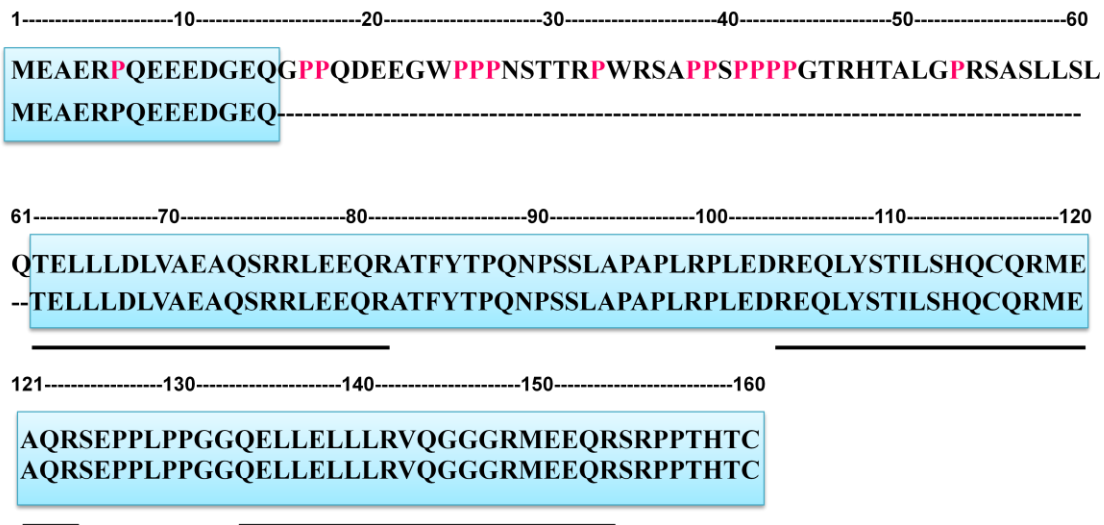 1--------------------10--------------------20--------------------30--------------------40--------------------50--------------------60
MEAERPQEEEDGEQGPPQDEEGWPPPNSTTRPWRSAPPSPPPPGTRHTALGPRSASLLSL
MEAERPQEEEDGEQ----------------------------------------------
61-------------------70--------------------80--------------------90--------------------100-------------------110-------------------120
QTELLLDLVAEAQSRRLEEQRATFYTPQNPSSLAPAPLRPLEDREQLYSTILSHQCQRME
--TELLLDLVAEAQSRRLEEQRATFYTPQNPSSLAPAPLRPLEDREQLYSTILSHQCQRME
121------------------130-------------------140-------------------150-------------------160
AQRSEPPLPPGGQELLELLLRVQGGGRMEEQRSRPPTHTC
AQRSEPPLPPGGQELLELLLRVQGGGRMEEQRSRPPTHTC